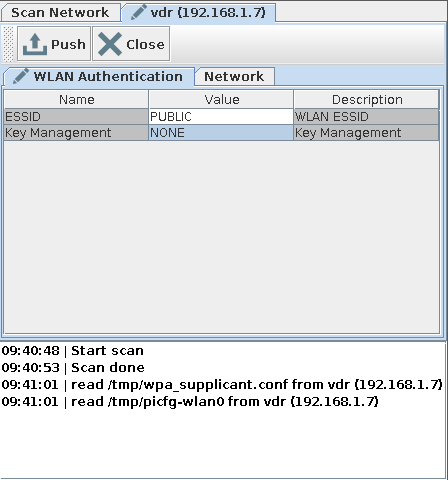 Scan Network vdr (192.168.1.7)
Push Close
WLAN Authentication Network
Name Value Description
ESSID PUBLIC WLAN ESSID
Key Management NONE Key Management
09:40:48 | Start scan
09:40:53 | Scan done
09:41:01 | read /tmp/wpa_supplicant.conf from vdr (192.168.1.7)
09:41:01 | read /tmp/picfg-wlan0 from vdr (192.168.1.7)